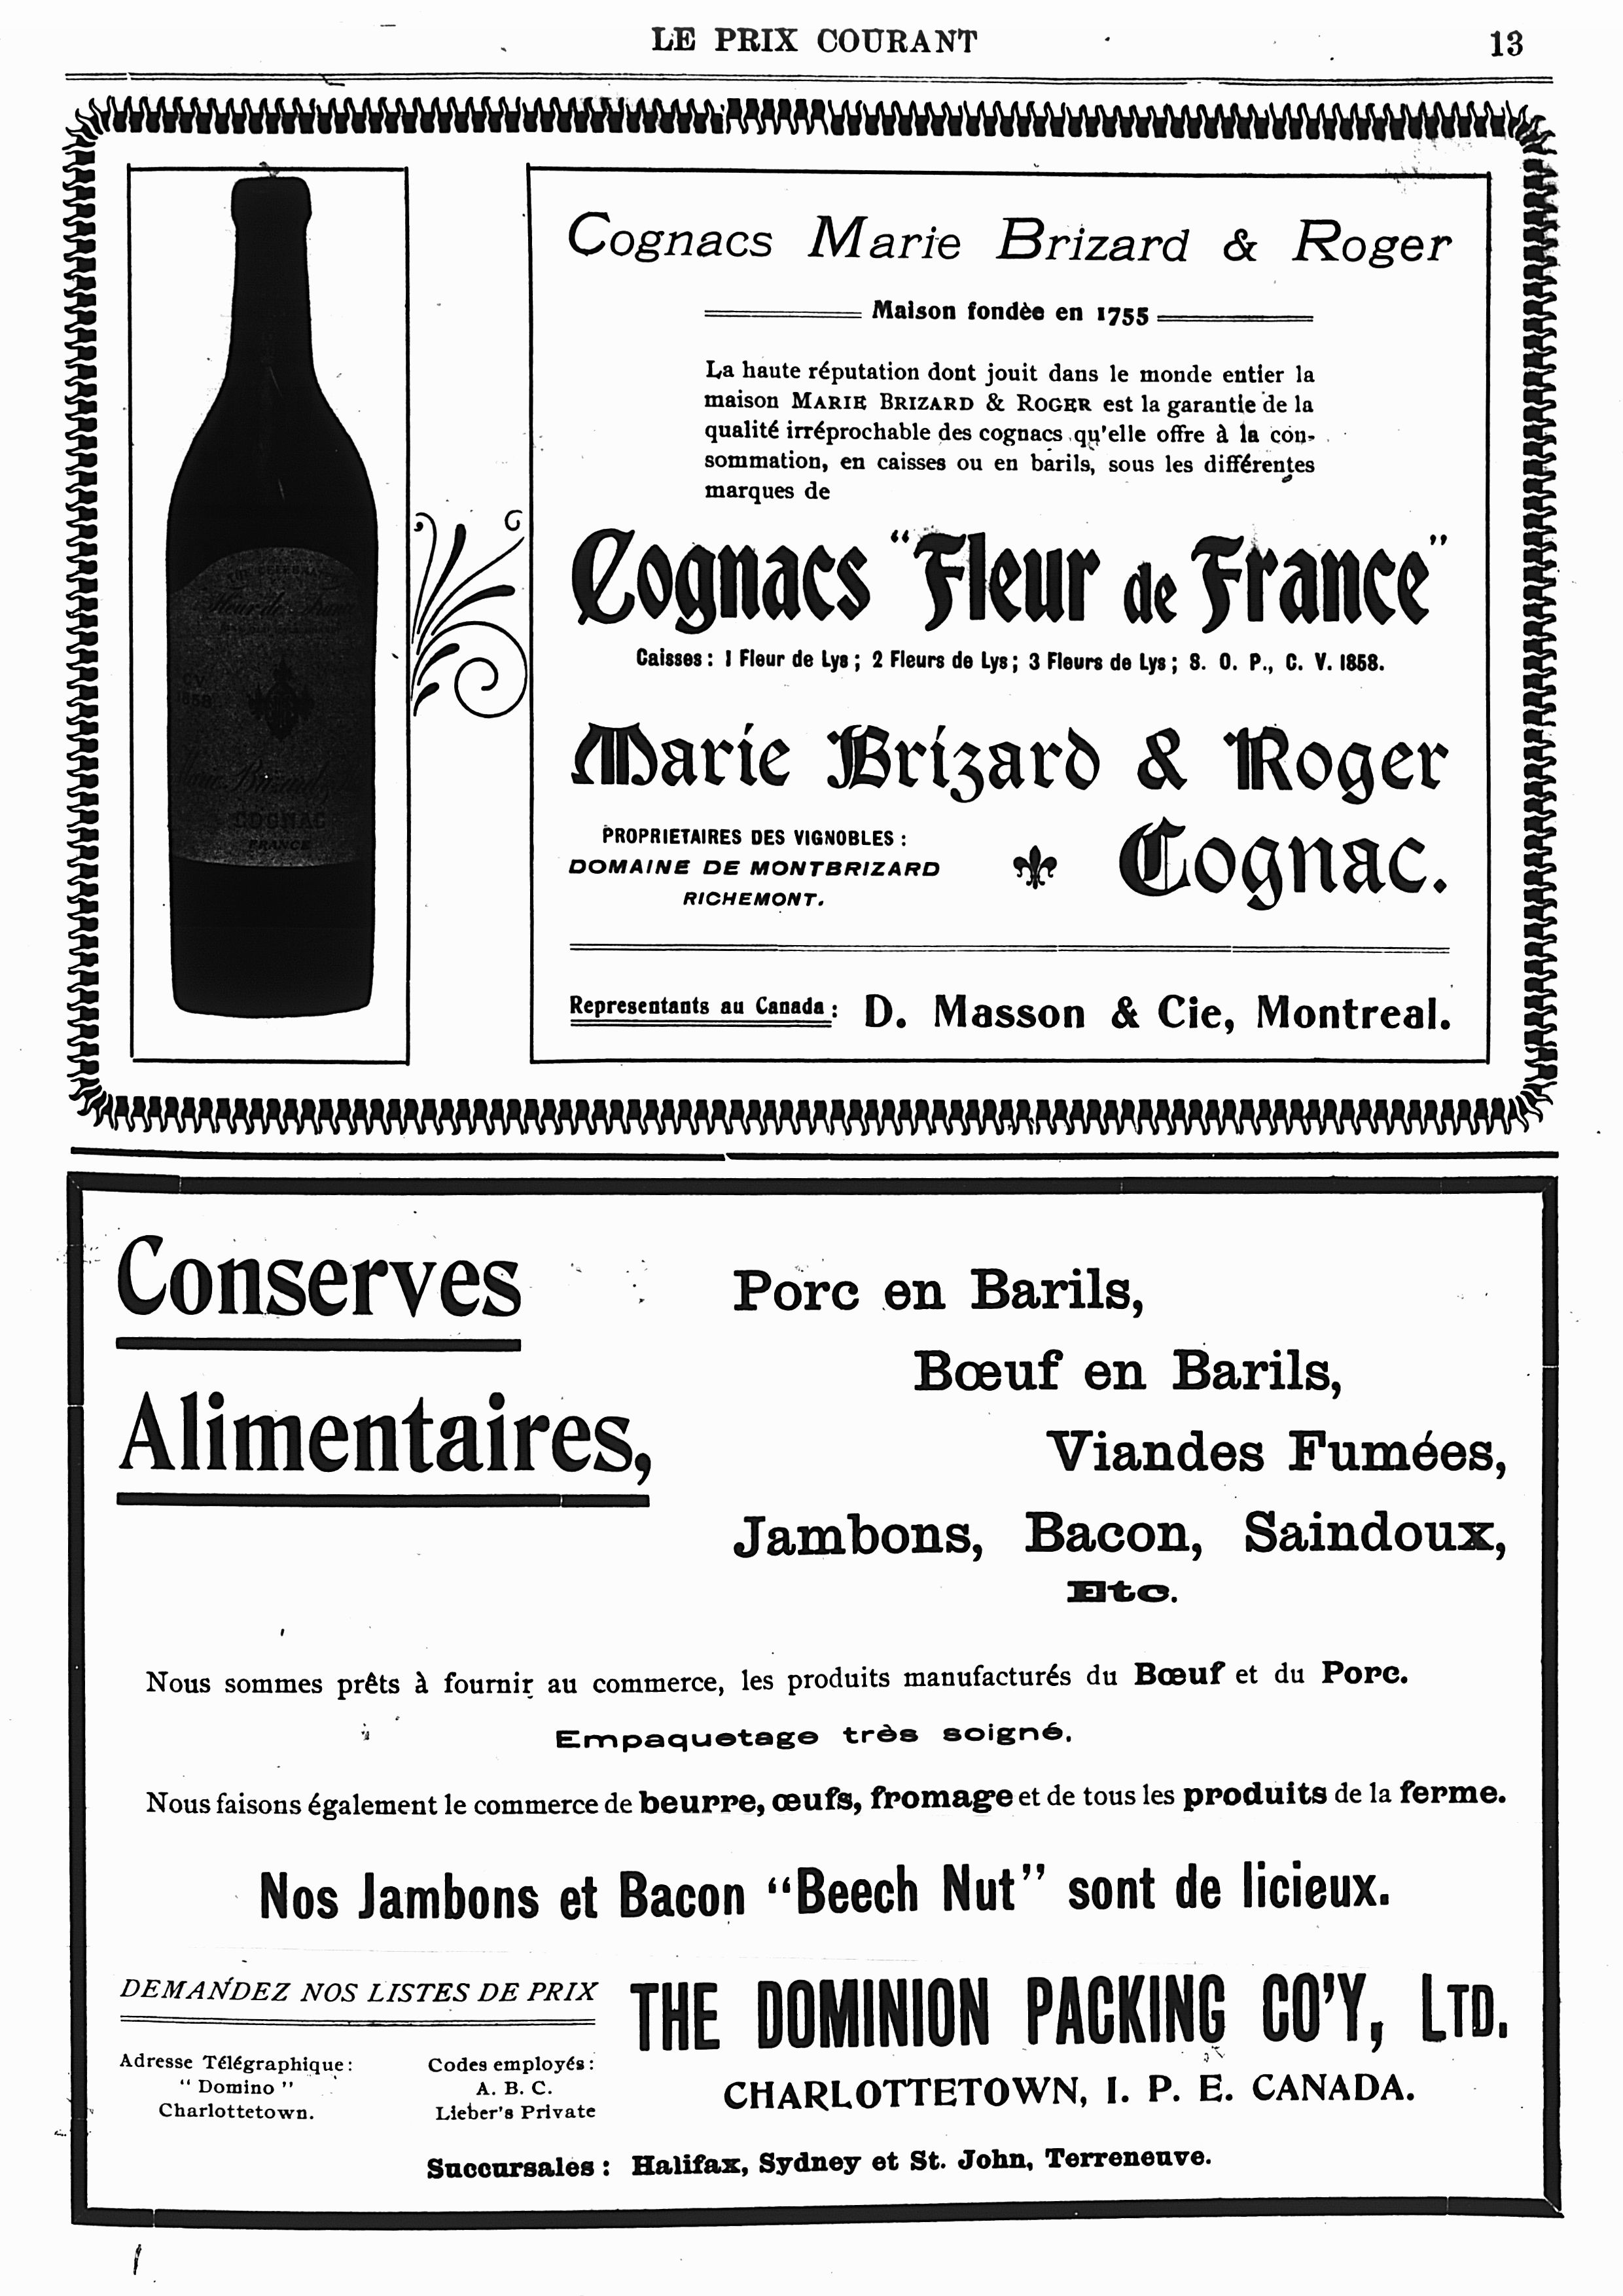 LE PRIX COURANT
13
Fleur de France
C.V.
1858
COGNAC
FRANCE
Cognacs Marie Brizard & Roger
Maison fondèe en 1755
La haute réputation dont jouit dans le monde entier la
maison MARIE BRIZARD & ROGER est la garantie de la
qualité irréprochable des cognacs qu'elle offre à la con-
sommation, en caisses ou en barils, sous les différentes
marques de
Cognacs "Fleur de France"
Caisses : 1 Fleur de Lys ; 2 Fleurs de Lys ; 3 Fleurs de Lys ; S. O. P., C. V. 1858.
Marie Brizard & Roger
PROPRIETAIRES DES VIGNOBLES :
DOMAINE DE MONTBRIZARD
RICHEMONT.
Cognac.
Representants au Canada : D. Masson & Cie, Montreal.
Conserves
Alimentaires,
Porc en Barils,
Bœuf en Barils,
Viandes Fumées,
Jambons, Bacon, Saindoux,
Etc.
Nous sommes prêts à fournir au commerce, les produits manufacturés du Bœuf et du Porc.
Empaquetage très soigné.
Nous faisons également le commerce de beurre, œufs, fromage et de tous les produits de la ferme.
Nos Jambons et Bacon "Beech Nut" sont de licieux.
DEMANDEZ NOS LISTES DE PRIX
Adresse Télégraphique :
" Domino "
Charlottetown.
Codes employés :
A. B. C.
Lieber's Private
THE DOMINION PACKING CO'Y, LTD.
CHARLOTTETOWN, I. P. E. CANADA.
Succursales : Halifax, Sydney et St. John, Terreneuve.